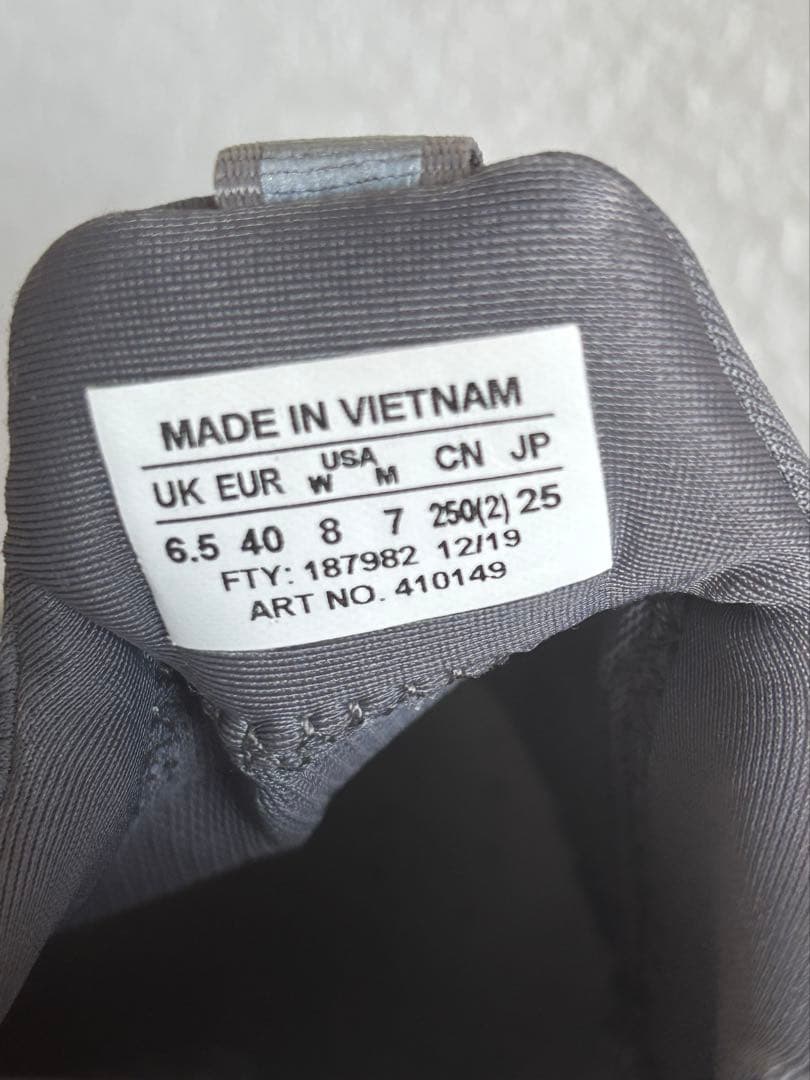 MADE IN VIETNAM
UK EUR USA W M CN JP
6.5 40 8 7 250(2) 25
FTY: 187982 12/19
ART NO. 410149